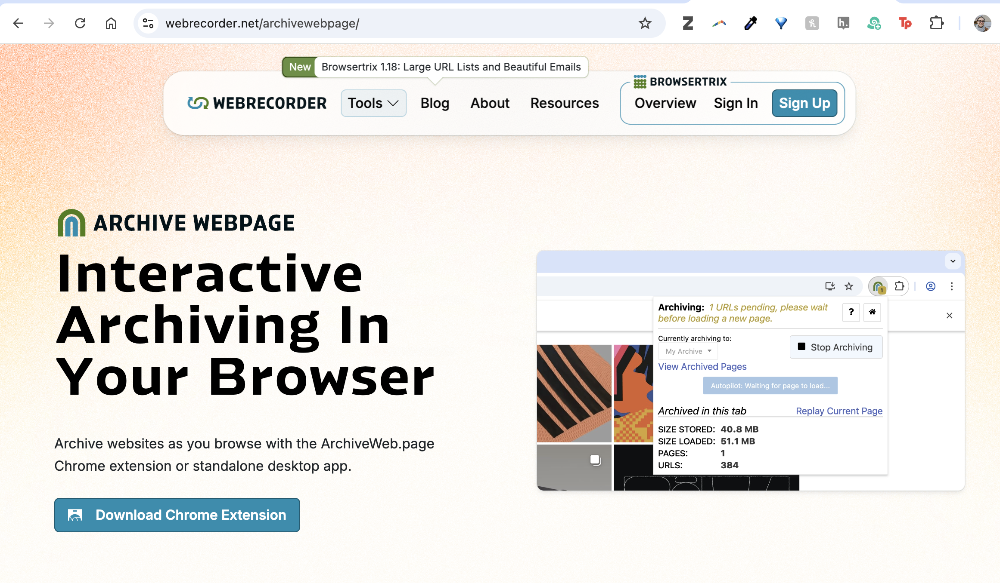 webrecorder.net/archivewebpage/
Z
h
h.
Tp
New
Browsertrix 1.18: Large URL Lists and Beautiful Emails
BROWSERTRIX
WEBRECORDER
Tools
Blog
About
Resources
Overview
Sign In
Sign Up
ARCHIVE WEBPAGE
Interactive
Archiving In
Your Browser
Archive websites as you browse with the ArchiveWeb.page
Chrome extension or standalone desktop app.
Download Chrome Extension
1
Archiving: 1 URLs pending, please wait
before loading a new page.
?
Currently archiving to:
My Archive
Stop Archiving
View Archived Pages
Autopilot: Waiting for page to load...
Archived in this tab
Replay Current Page
SIZE STORED: 40.8 MB
SIZE LOADED: 51.1 MB
PAGES: 1
URLS: 384